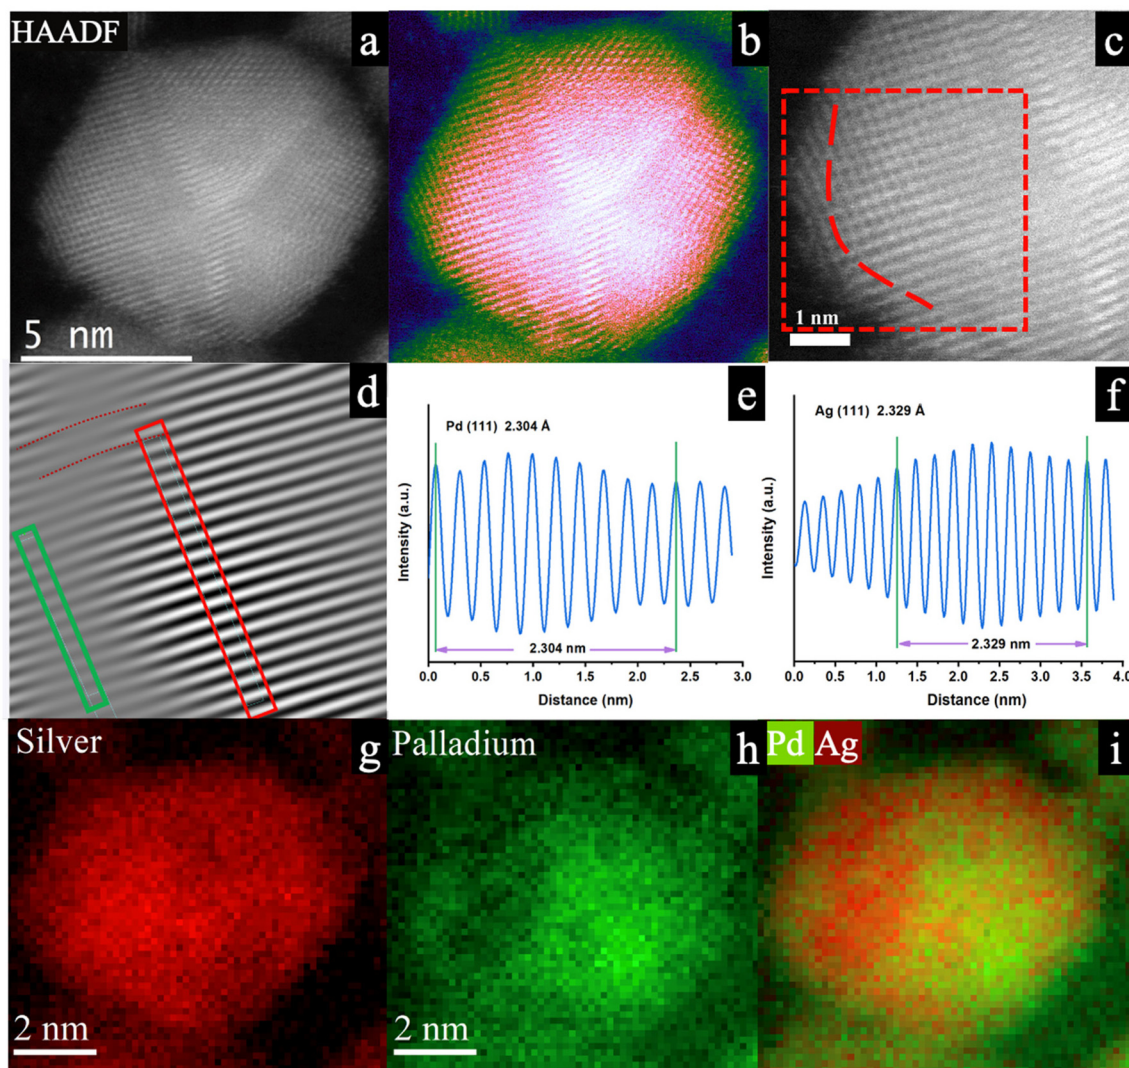 HAADF
a
5 nm
b
c
1 nm
d
e
Pd (111) 2.304 Å
Intensity (a.u.)
2.304 nm
0.0 0.5 1.0 1.5 2.0 2.5 3.0
Distance (nm)
f
Ag (111) 2.329 Å
Intensity (a.u.)
2.329 nm
0.0 0.5 1.0 1.5 2.0 2.5 3.0 3.5 4.0
Distance (nm)
Silver
g
2 nm
Palladium
h
2 nm
Pd Ag
i